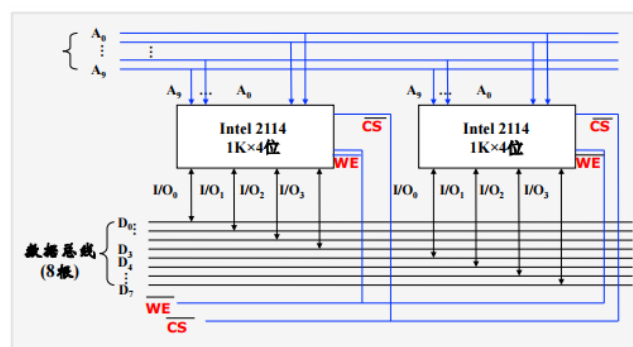 A0
⋮ ⋮
A9
A9 … A0
A9 … A0
Intel 2114
1K×4位
CS
WE
Intel 2114
1K×4位
CS
WE
I/O0 I/O1 I/O2 I/O3
I/O0 I/O1 I/O2 I/O3
D0
⋮
D3
D4
⋮
D7
数据总线
(8根)
WE
CS